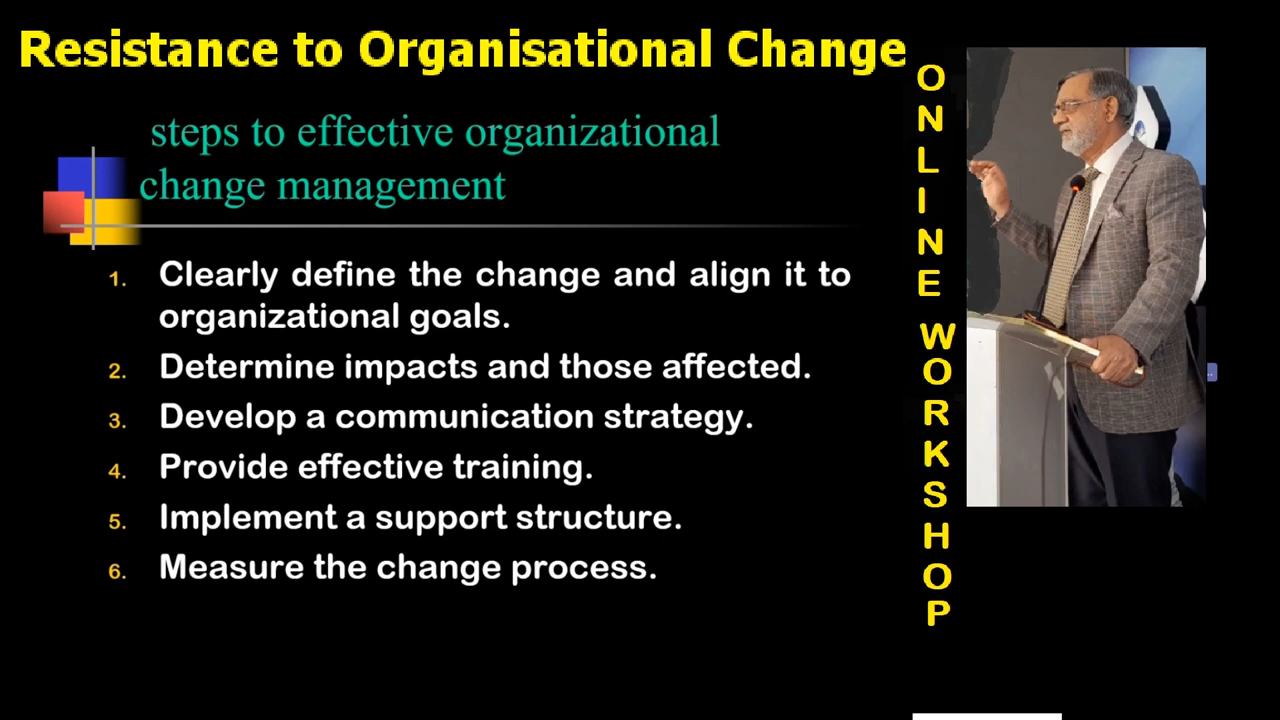 Resistance to Organisational Change
steps to effective organizational
change management
1. Clearly define the change and align it to
organizational goals.
2. Determine impacts and those affected.
3. Develop a communication strategy.
4. Provide effective training.
5. Implement a support structure.
6. Measure the change process.
ONLINE WORKSHOP